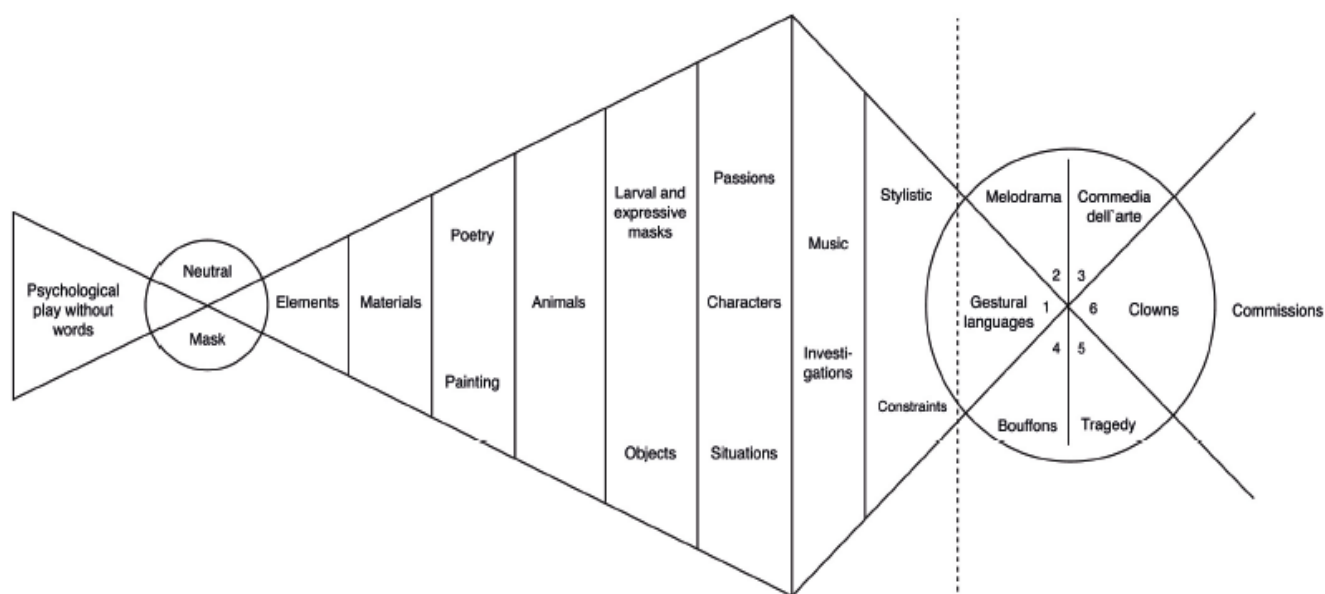 Psychological
play without
words
Neutral
Mask
Elements
Materials
Poetry
Painting
Animals
Larval and
expressive
masks
Objects
Passions
Characters
Situations
Music
Investi-
gations
Stylistic
Constraints
Melodrama
Commedia
dell`arte
2
3
Gestural
languages
1
6
Clowns
4
5
Bouffons
Tragedy
Commissions